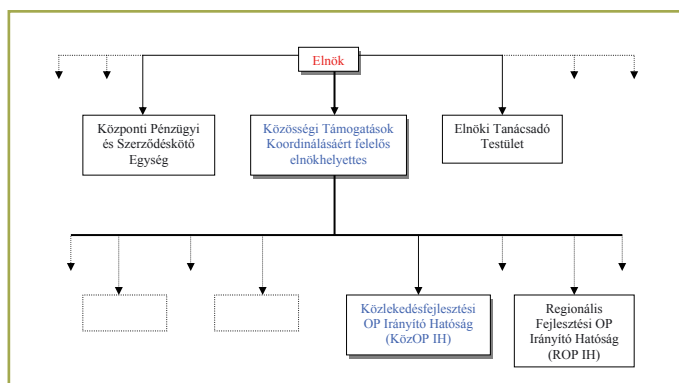 Elnök
Központi Pénzügyi
és Szerződéskötő
Egység
Közösségi Támogatások
Koordinálásáért felelős
elnökhelyettes
Elnöki Tanácsadó
Testület
Közlekedésfejlesztési
OP Irányító Hatóság
(KözOP IH)
Regionális
Fejlesztési OP
Irányító Hatóság
(ROP IH)